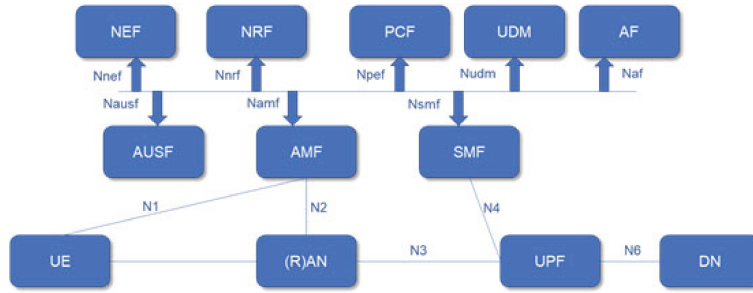 NEF NRF PCF UDM AF
Nnef Nnrf Npef Nudm Naf
Nausf Namf Nsmf
AUSF AMF SMF
N1 N2 N4
UE (R)AN N3 UPF N6 DN